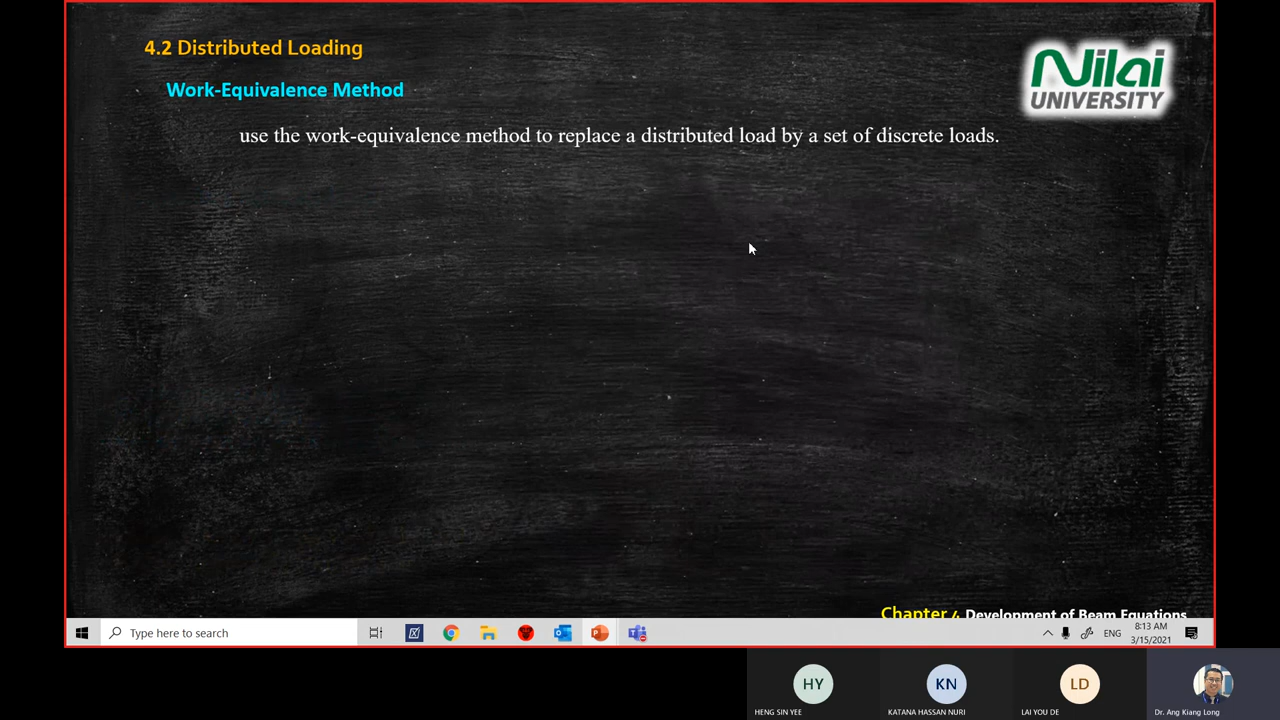 4.2 Distributed Loading
Nilai
UNIVERSITY
Work-Equivalence Method
use the work-equivalence method to replace a distributed load by a set of discrete loads.
Chapter 4 Development of Beam Equations
Type here to search
ENG
8:13 AM
3/15/2021
HY
HENG SIN YEE
KN
KATANA HASSAN NURI
LD
LAI YOU DE
Dr. Ang Kiang Long